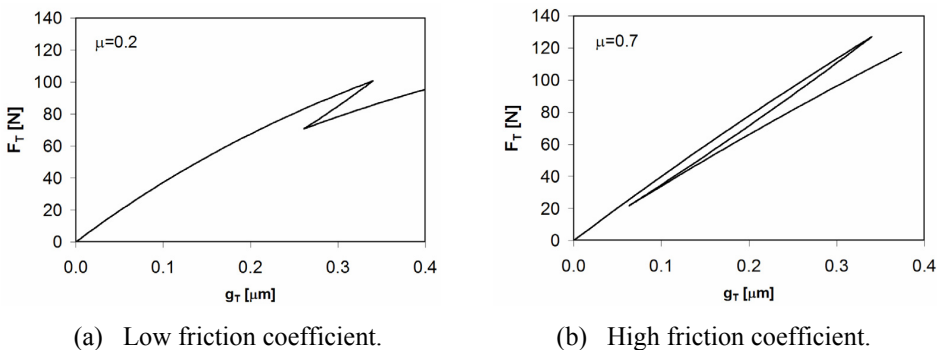 140
120
100
80
60
40
20
0
F_T [N]
μ=0.2
0.0 0.1 0.2 0.3 0.4
g_T [μm]
(a) Low friction coefficient.
140
120
100
80
60
40
20
0
F_T [N]
μ=0.7
0.0 0.1 0.2 0.3 0.4
g_T [μm]
(b) High friction coefficient.